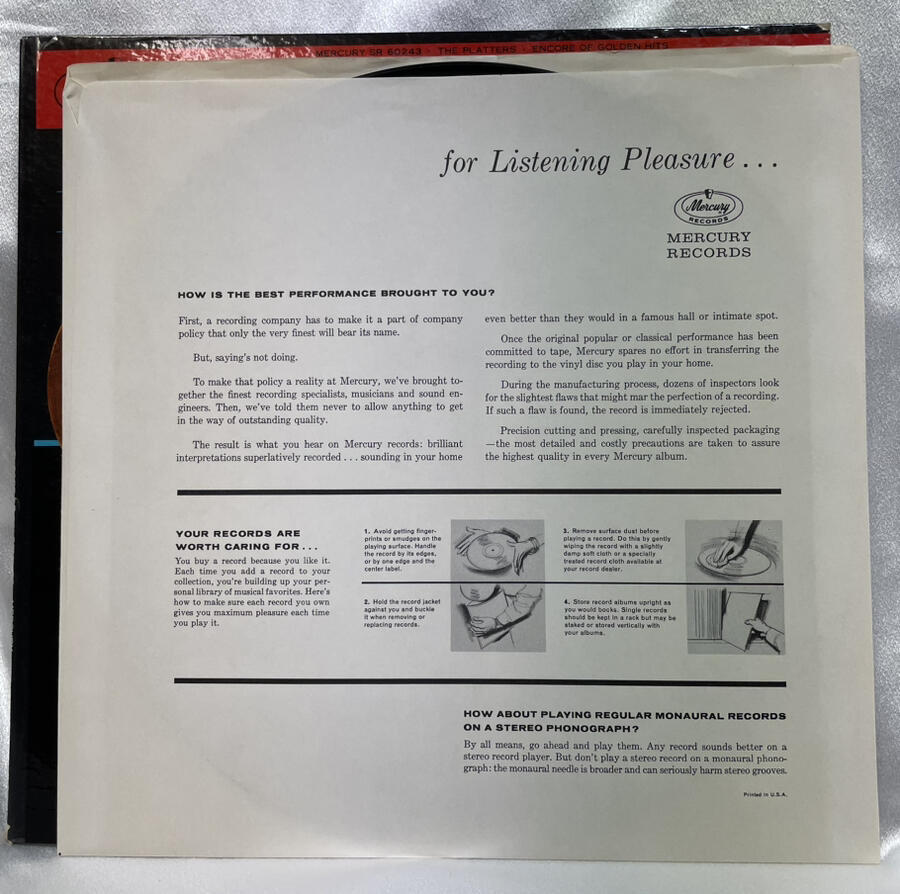 MERCURY SR 60243 · THE PLATTERS · ENCORE OF GOLDEN HITS
for Listening Pleasure . . .
Mercury
RECORDS
MERCURY
RECORDS
HOW IS THE BEST PERFORMANCE BROUGHT TO YOU?
First, a recording company has to make it a part of company
policy that only the very finest will bear its name.
But, saying's not doing.
To make that policy a reality at Mercury, we've brought to-
gether the finest recording specialists, musicians and sound en-
gineers. Then, we've told them never to allow anything to get
in the way of outstanding quality.
The result is what you hear on Mercury records: brilliant
interpretations superlatively recorded . . . sounding in your home
even better than they would in a famous hall or intimate spot.
Once the original popular or classical performance has been
committed to tape, Mercury spares no effort in transferring the
recording to the vinyl disc you play in your home.
During the manufacturing process, dozens of inspectors look
for the slightest flaws that might mar the perfection of a recording.
If such a flaw is found, the record is immediately rejected.
Precision cutting and pressing, carefully inspected packaging
—the most detailed and costly precautions are taken to assure
the highest quality in every Mercury album.
YOUR RECORDS ARE
WORTH CARING FOR . . .
You buy a record because you like it.
Each time you add a record to your
collection, you're building up your per-
sonal library of musical favorites. Here's
how to make sure each record you own
gives you maximum pleasure each time
you play it.
1. Avoid getting finger-
prints or smudges on the
playing surface. Handle
the record by its edges,
or by one edge and the
center label.
2. Hold the record jacket
against you and buckle
it when removing or
replacing records.
3. Remove surface dust before
playing a record. Do this by gently
wiping the record with a slightly
damp soft cloth or a specially
treated record cloth available at
your record dealer.
4. Store record albums upright as
you would books. Single records
should be kept in a rack but may be
staked or stored vertically with
your albums.
HOW ABOUT PLAYING REGULAR MONAURAL RECORDS
ON A STEREO PHONOGRAPH?
By all means, go ahead and play them. Any record sounds better on a
stereo record player. But don't play a stereo record on a monaural phono-
graph: the monaural needle is broader and can seriously harm stereo grooves.
Printed in U.S.A.